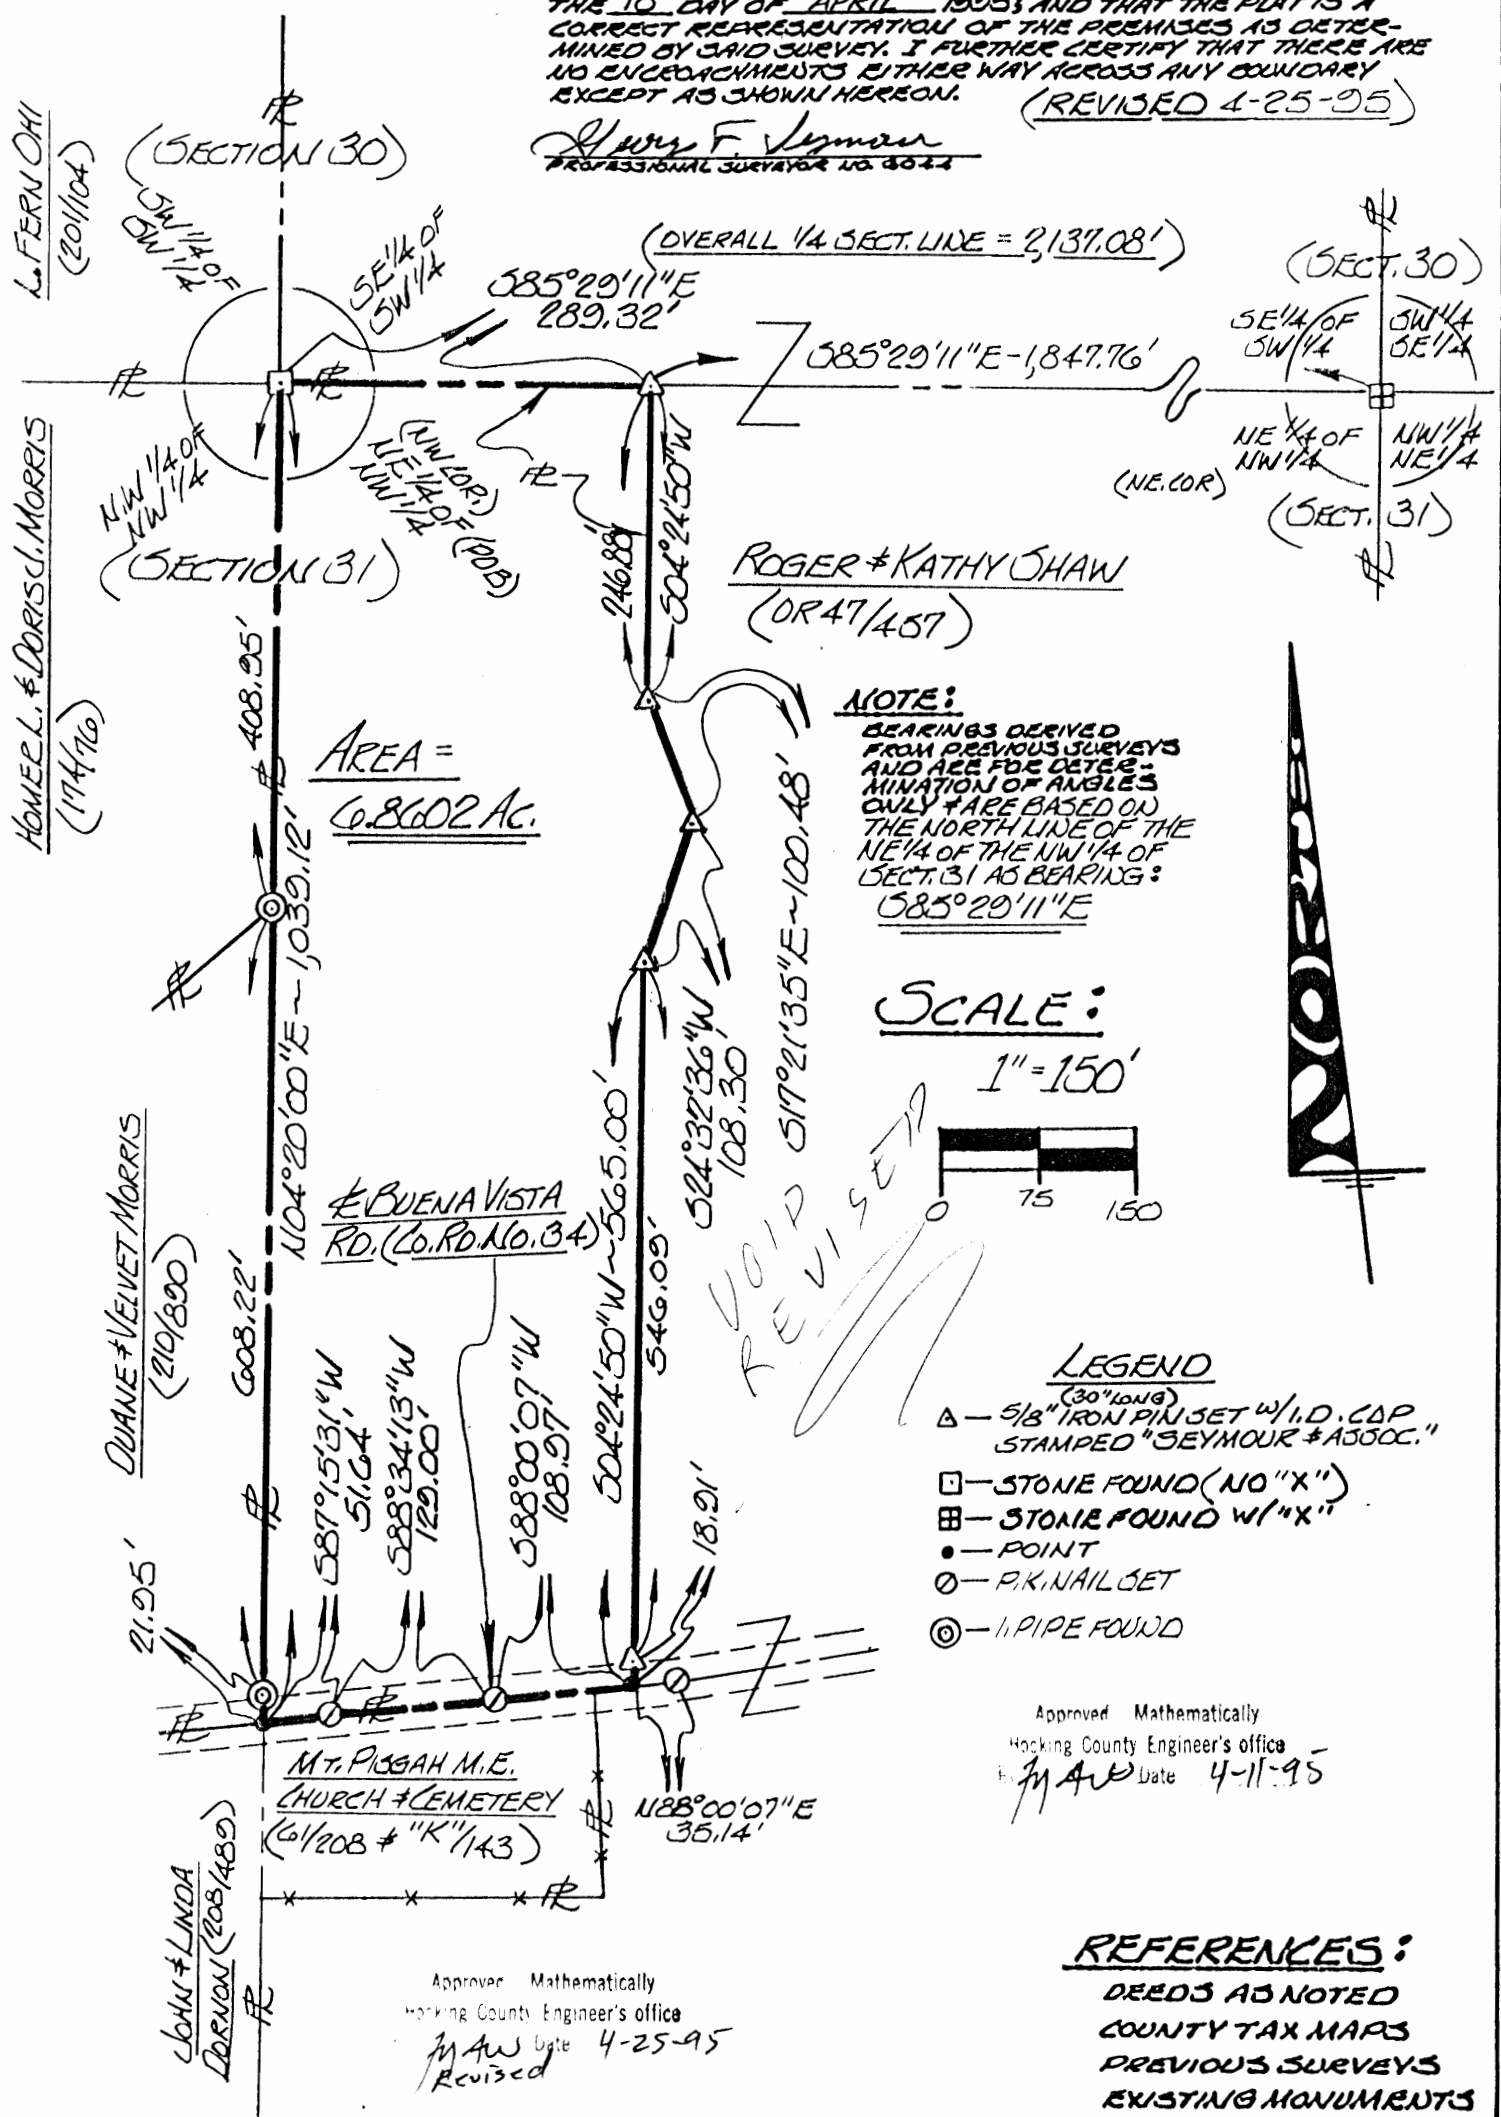 THE 10 DAY OF APRIL 1995; AND THAT THE PLAT IS A
CORRECT REPRESENTATION OF THE PREMISES AS DETER-
MINED BY SAID SURVEY. I FURTHER CERTIFY THAT THERE ARE
NO ENCROACHMENTS EITHER WAY ACROSS ANY BOUNDARY
EXCEPT AS SHOWN HEREON.
(REVISED 4-25-95)
George F. Seymour
PROFESSIONAL SURVEYOR NO. 6044
L. FERN OHI
(201/104)
(SECTION 30)
SW 1/4 OF
SW 1/4
SE 1/4 OF
SW 1/4
(OVERALL 1/4 SECT. LINE = 2,137.08')
S85°29'11"E
289.32'
S85°29'11"E-1,847.76'
(SECT. 30)
SE 1/4 OF
SW 1/4
SW 1/4
SE 1/4
NE 1/4 OF
NW 1/4
NW 1/4
NE 1/4
(NE. COR)
(SECT. 31)
N.W 1/4 OF
NW 1/4
(NW COR.)
NE 1/4 OF (POB)
NW 1/4
(SECTION 31)
HOMER L. & DORIS J. MORRIS
(174/76)
246.88'
S04°24'50"W
ROGER & KATHY SHAW
(OR 47/457)
408.95'
AREA =
6.8602 AC.
NOTE:
BEARINGS DERIVED
FROM PREVIOUS SURVEYS
AND ARE FOR DETER-
MINATION OF ANGLES
ONLY & ARE BASED ON
THE NORTH LINE OF THE
NE 1/4 OF THE NW 1/4 OF
SECT. 31 AS BEARING:
S85°29'11"E
NORTH
N04°20'00"E~1,039.12'
S17°21'35"E~100.48'
S24°32'36"W
108.30'
SCALE:
1"=150'
0 75 150
VOID
REVISED
DUANE & VELVET MORRIS
(210/890)
608.22'
℄ BUENA VISTA
RD. (CO. RD. NO. 34)
S04°24'50"W~565.00'
546.09'
S87°15'31"W
51.64'
S88°34'13"W
129.00'
S88°00'07"W
108.97'
18.91'
21.95'
LEGEND
(30" LONG)
5/8" IRON PIN SET W/ I.D. CAP
STAMPED "SEYMOUR & ASSOC."
STONE FOUND (NO "X")
STONE FOUND W/ "X"
POINT
P.K. NAIL SET
I. PIPE FOUND
MT. PISGAH M.E.
CHURCH & CEMETERY
(61/208 & "K"/143)
N88°00'07"E
35.14'
Approved Mathematically
Hocking County Engineer's office
Date 4-11-95
JOHN & LINDA
DORNON (208/489)
Approved Mathematically
Hocking County Engineer's office
Date 4-25-95
Revised
REFERENCES:
DEEDS AS NOTED
COUNTY TAX MAPS
PREVIOUS SURVEYS
EXISTING MONUMENTS